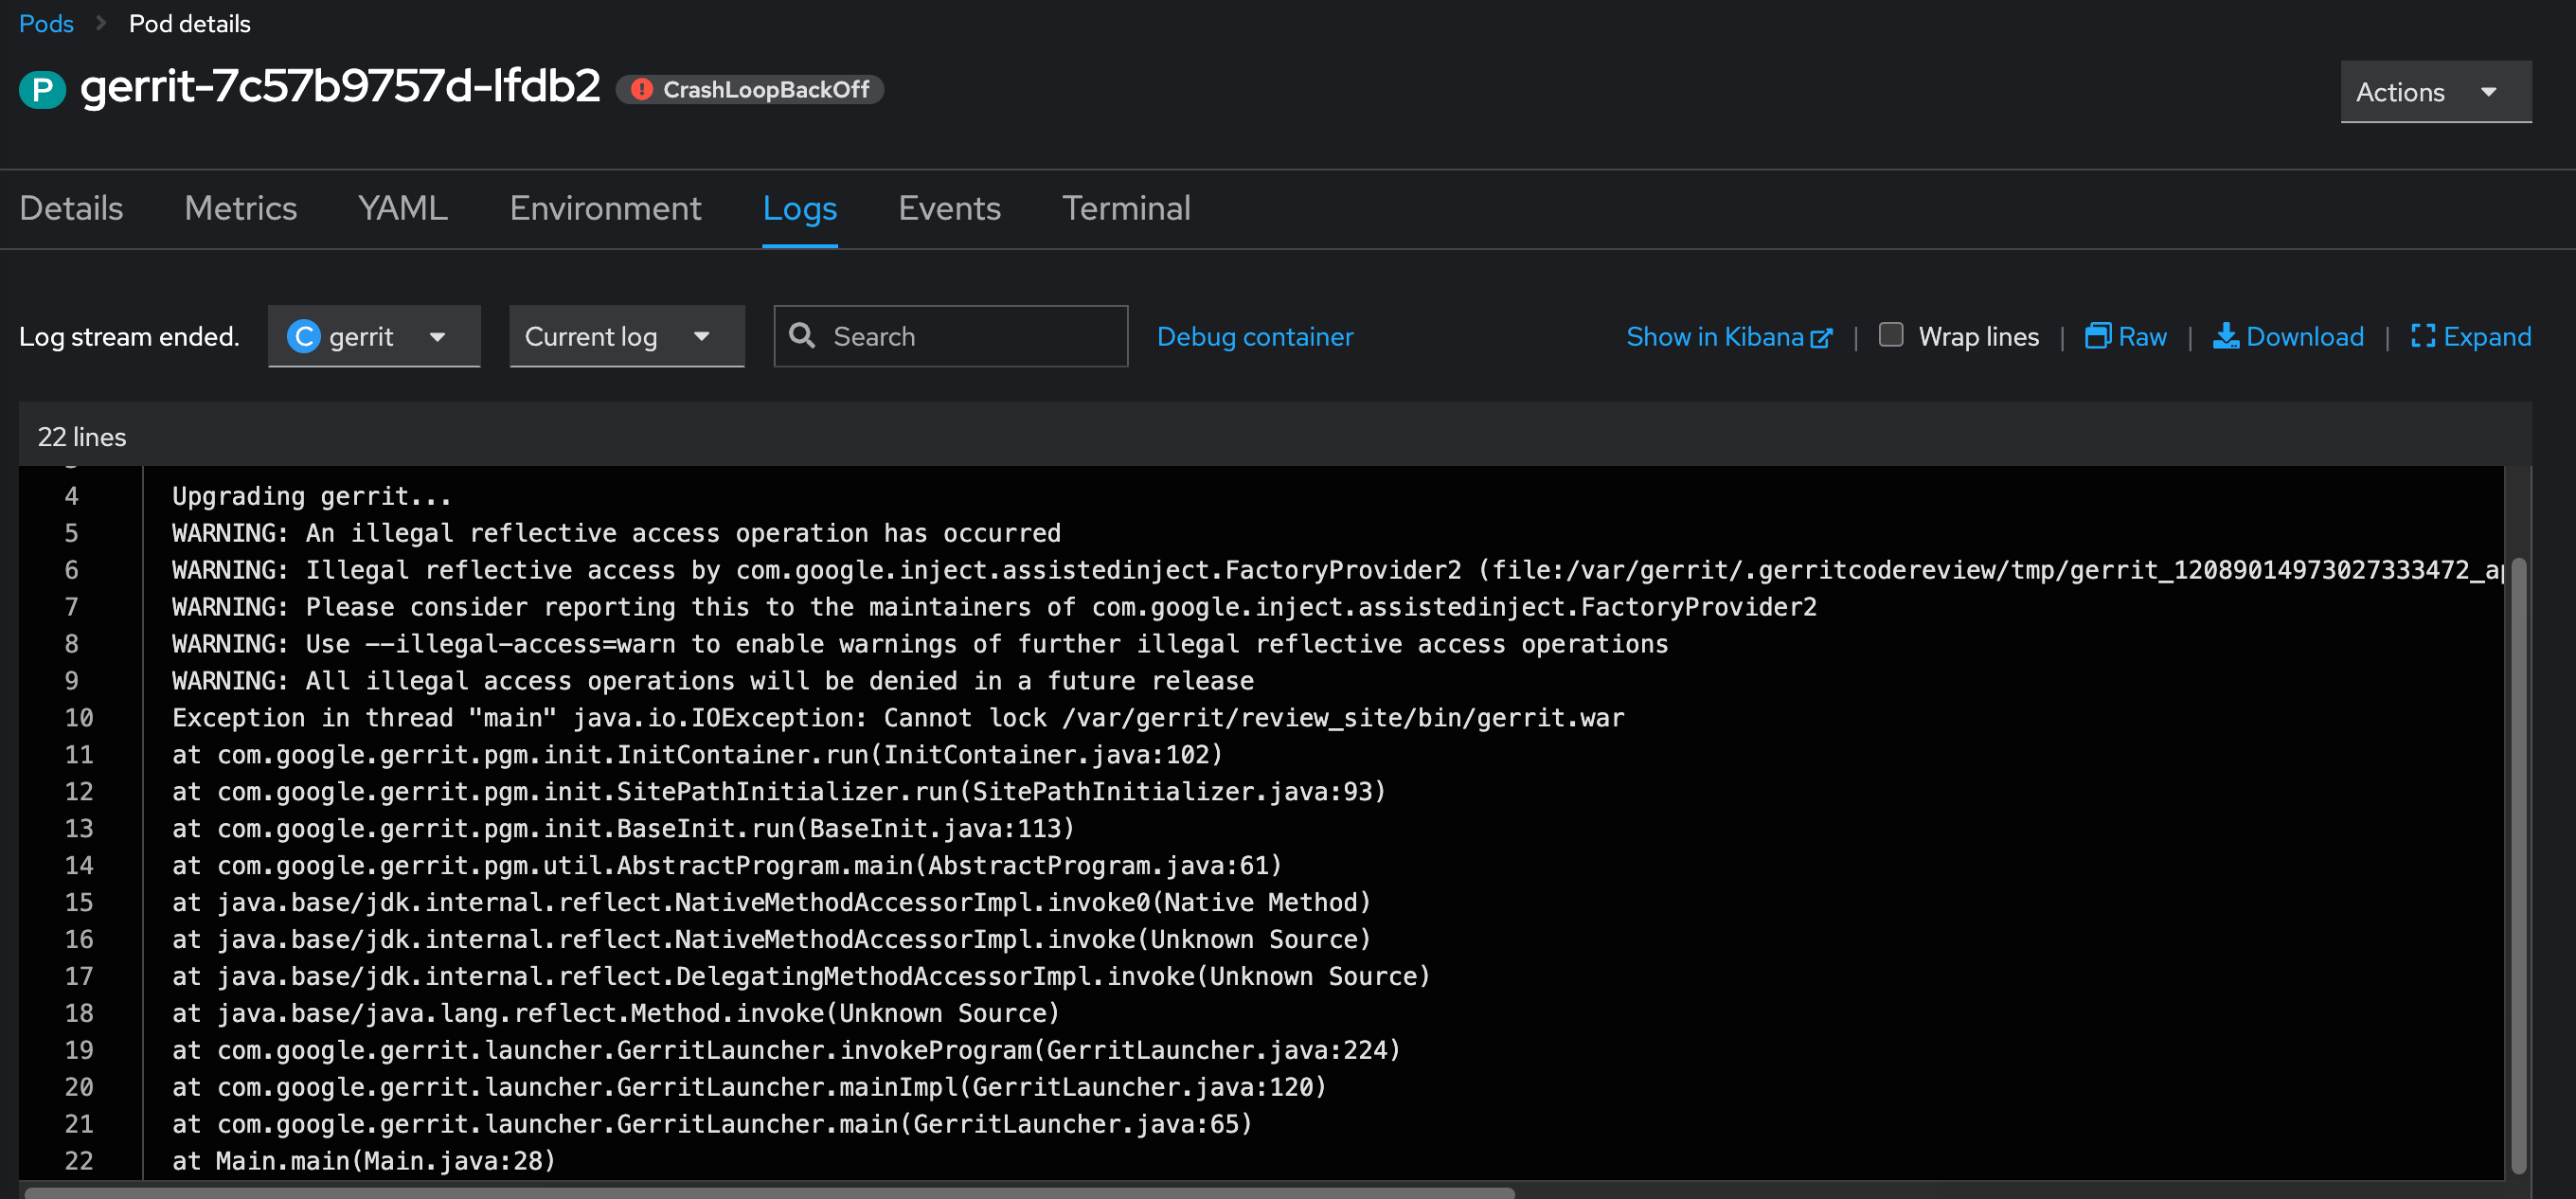 Pods > Pod details
P gerrit-7c57b9757d-lfdb2 CrashLoopBackOff
Actions
Details Metrics YAML Environment Logs Events Terminal
Log stream ended. C gerrit Current log Search Debug container Show in Kibana | Wrap lines | Raw | Download | Expand
22 lines
4 Upgrading gerrit...
5 WARNING: An illegal reflective access operation has occurred
6 WARNING: Illegal reflective access by com.google.inject.assistedinject.FactoryProvider2 (file:/var/gerrit/.gerritcodereview/tmp/gerrit_12089014973027333472_a
7 WARNING: Please consider reporting this to the maintainers of com.google.inject.assistedinject.FactoryProvider2
8 WARNING: Use --illegal-access=warn to enable warnings of further illegal reflective access operations
9 WARNING: All illegal access operations will be denied in a future release
10 Exception in thread "main" java.io.IOException: Cannot lock /var/gerrit/review_site/bin/gerrit.war
11 at com.google.gerrit.pgm.init.InitContainer.run(InitContainer.java:102)
12 at com.google.gerrit.pgm.init.SitePathInitializer.run(SitePathInitializer.java:93)
13 at com.google.gerrit.pgm.init.BaseInit.run(BaseInit.java:113)
14 at com.google.gerrit.pgm.util.AbstractProgram.main(AbstractProgram.java:61)
15 at java.base/jdk.internal.reflect.NativeMethodAccessorImpl.invoke0(Native Method)
16 at java.base/jdk.internal.reflect.NativeMethodAccessorImpl.invoke(Unknown Source)
17 at java.base/jdk.internal.reflect.DelegatingMethodAccessorImpl.invoke(Unknown Source)
18 at java.base/java.lang.reflect.Method.invoke(Unknown Source)
19 at com.google.gerrit.launcher.GerritLauncher.invokeProgram(GerritLauncher.java:224)
20 at com.google.gerrit.launcher.GerritLauncher.mainImpl(GerritLauncher.java:120)
21 at com.google.gerrit.launcher.GerritLauncher.main(GerritLauncher.java:65)
22 at Main.main(Main.java:28)